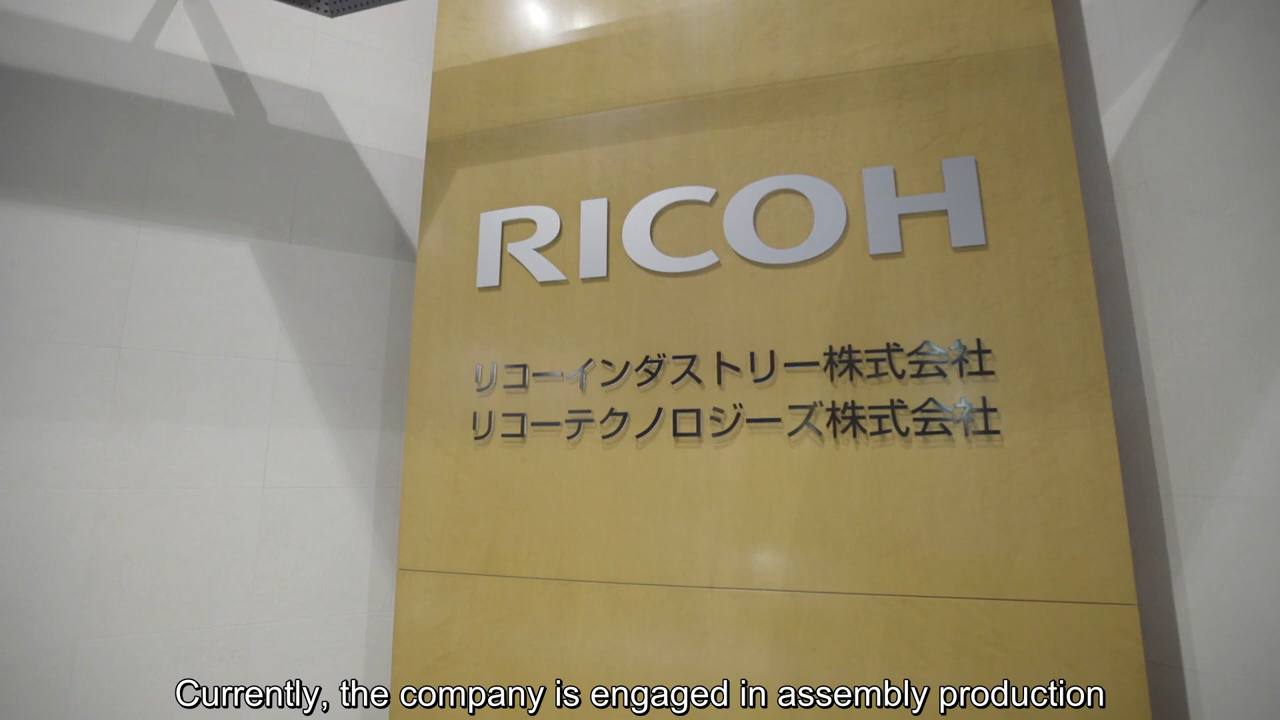 RICOH
リコーインダストリー株式会社
リコーテクノロジーズ株式会社
Currently, the company is engaged in assembly production